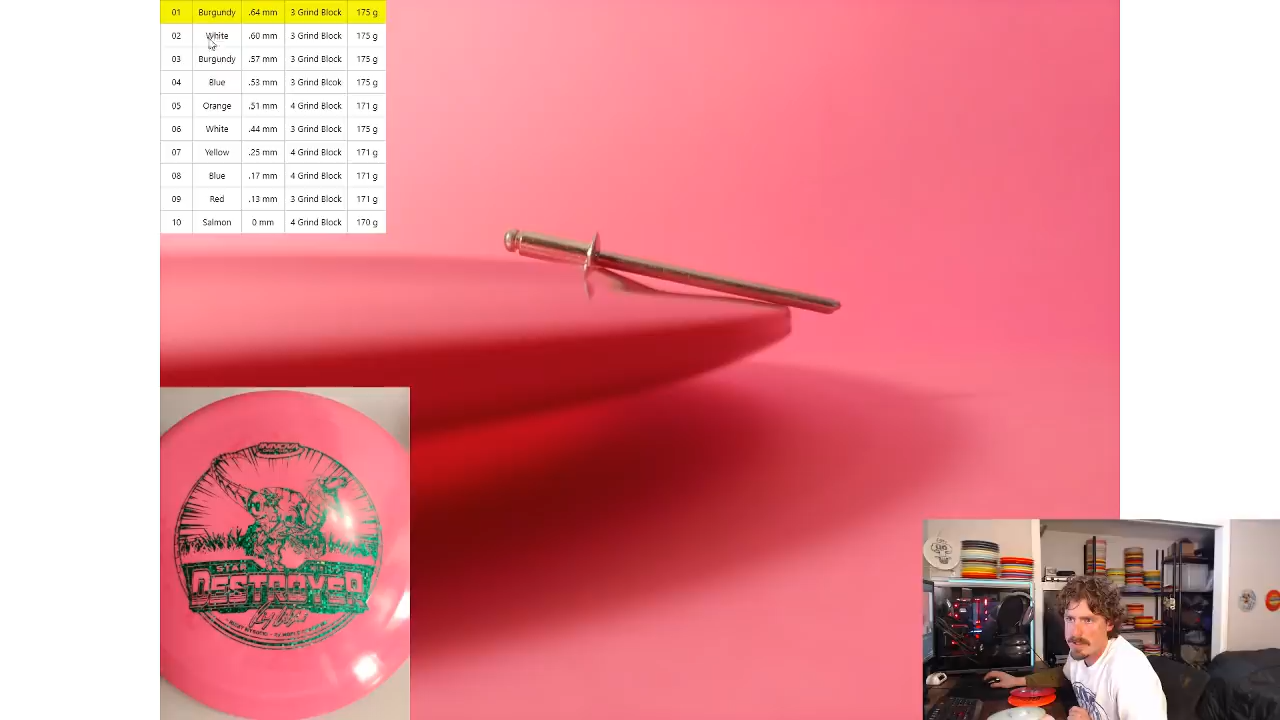 01 Burgundy .64 mm 3 Grind Block 175 g
02 White .60 mm 3 Grind Block 175 g
03 Burgundy .57 mm 3 Grind Block 175 g
04 Blue .53 mm 3 Grind Blcok 175 g
05 Orange .51 mm 4 Grind Block 171 g
06 White .44 mm 3 Grind Block 175 g
07 Yellow .25 mm 4 Grind Block 171 g
08 Blue .17 mm 4 Grind Block 171 g
09 Red .13 mm 3 Grind Block 171 g
10 Salmon 0 mm 4 Grind Block 170 g
INNOVA
STAR
DESTROYER